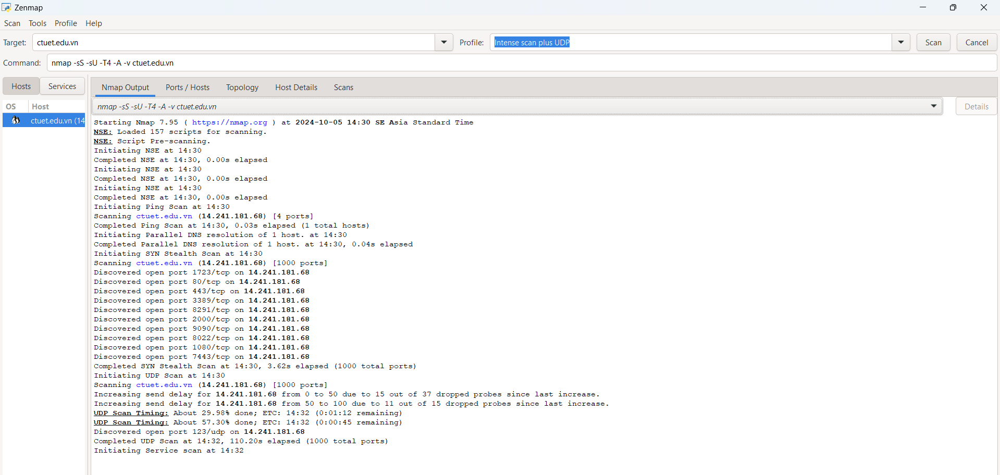 Zenmap
Scan Tools Profile Help
Target: ctuet.edu.vn Profile: Intense scan plus UDP Scan Cancel
Command: nmap -sS -sU -T4 -A -v ctuet.edu.vn
Hosts Services
OS Host
ctuet.edu.vn (14
Nmap Output Ports / Hosts Topology Host Details Scans
nmap -sS -sU -T4 -A -v ctuet.edu.vn Details
Starting Nmap 7.95 ( https://nmap.org ) at 2024-10-05 14:30 SE Asia Standard Time
NSE: Loaded 157 scripts for scanning.
NSE: Script Pre-scanning.
Initiating NSE at 14:30
Completed NSE at 14:30, 0.00s elapsed
Initiating NSE at 14:30
Completed NSE at 14:30, 0.00s elapsed
Initiating NSE at 14:30
Completed NSE at 14:30, 0.00s elapsed
Initiating Ping Scan at 14:30
Scanning ctuet.edu.vn (14.241.181.68) [4 ports]
Completed Ping Scan at 14:30, 0.03s elapsed (1 total hosts)
Initiating Parallel DNS resolution of 1 host. at 14:30
Completed Parallel DNS resolution of 1 host. at 14:30, 0.04s elapsed
Initiating SYN Stealth Scan at 14:30
Scanning ctuet.edu.vn (14.241.181.68) [1000 ports]
Discovered open port 1723/tcp on 14.241.181.68
Discovered open port 80/tcp on 14.241.181.68
Discovered open port 443/tcp on 14.241.181.68
Discovered open port 3389/tcp on 14.241.181.68
Discovered open port 8291/tcp on 14.241.181.68
Discovered open port 2000/tcp on 14.241.181.68
Discovered open port 9090/tcp on 14.241.181.68
Discovered open port 8022/tcp on 14.241.181.68
Discovered open port 1080/tcp on 14.241.181.68
Discovered open port 7443/tcp on 14.241.181.68
Completed SYN Stealth Scan at 14:30, 3.62s elapsed (1000 total ports)
Initiating UDP Scan at 14:30
Scanning ctuet.edu.vn (14.241.181.68) [1000 ports]
Increasing send delay for 14.241.181.68 from 0 to 50 due to 15 out of 37 dropped probes since last increase.
Increasing send delay for 14.241.181.68 from 50 to 100 due to 11 out of 15 dropped probes since last increase.
UDP Scan Timing: About 29.98% done; ETC: 14:32 (0:01:12 remaining)
UDP Scan Timing: About 57.30% done; ETC: 14:32 (0:00:45 remaining)
Discovered open port 123/udp on 14.241.181.68
Completed UDP Scan at 14:32, 110.20s elapsed (1000 total ports)
Initiating Service scan at 14:32